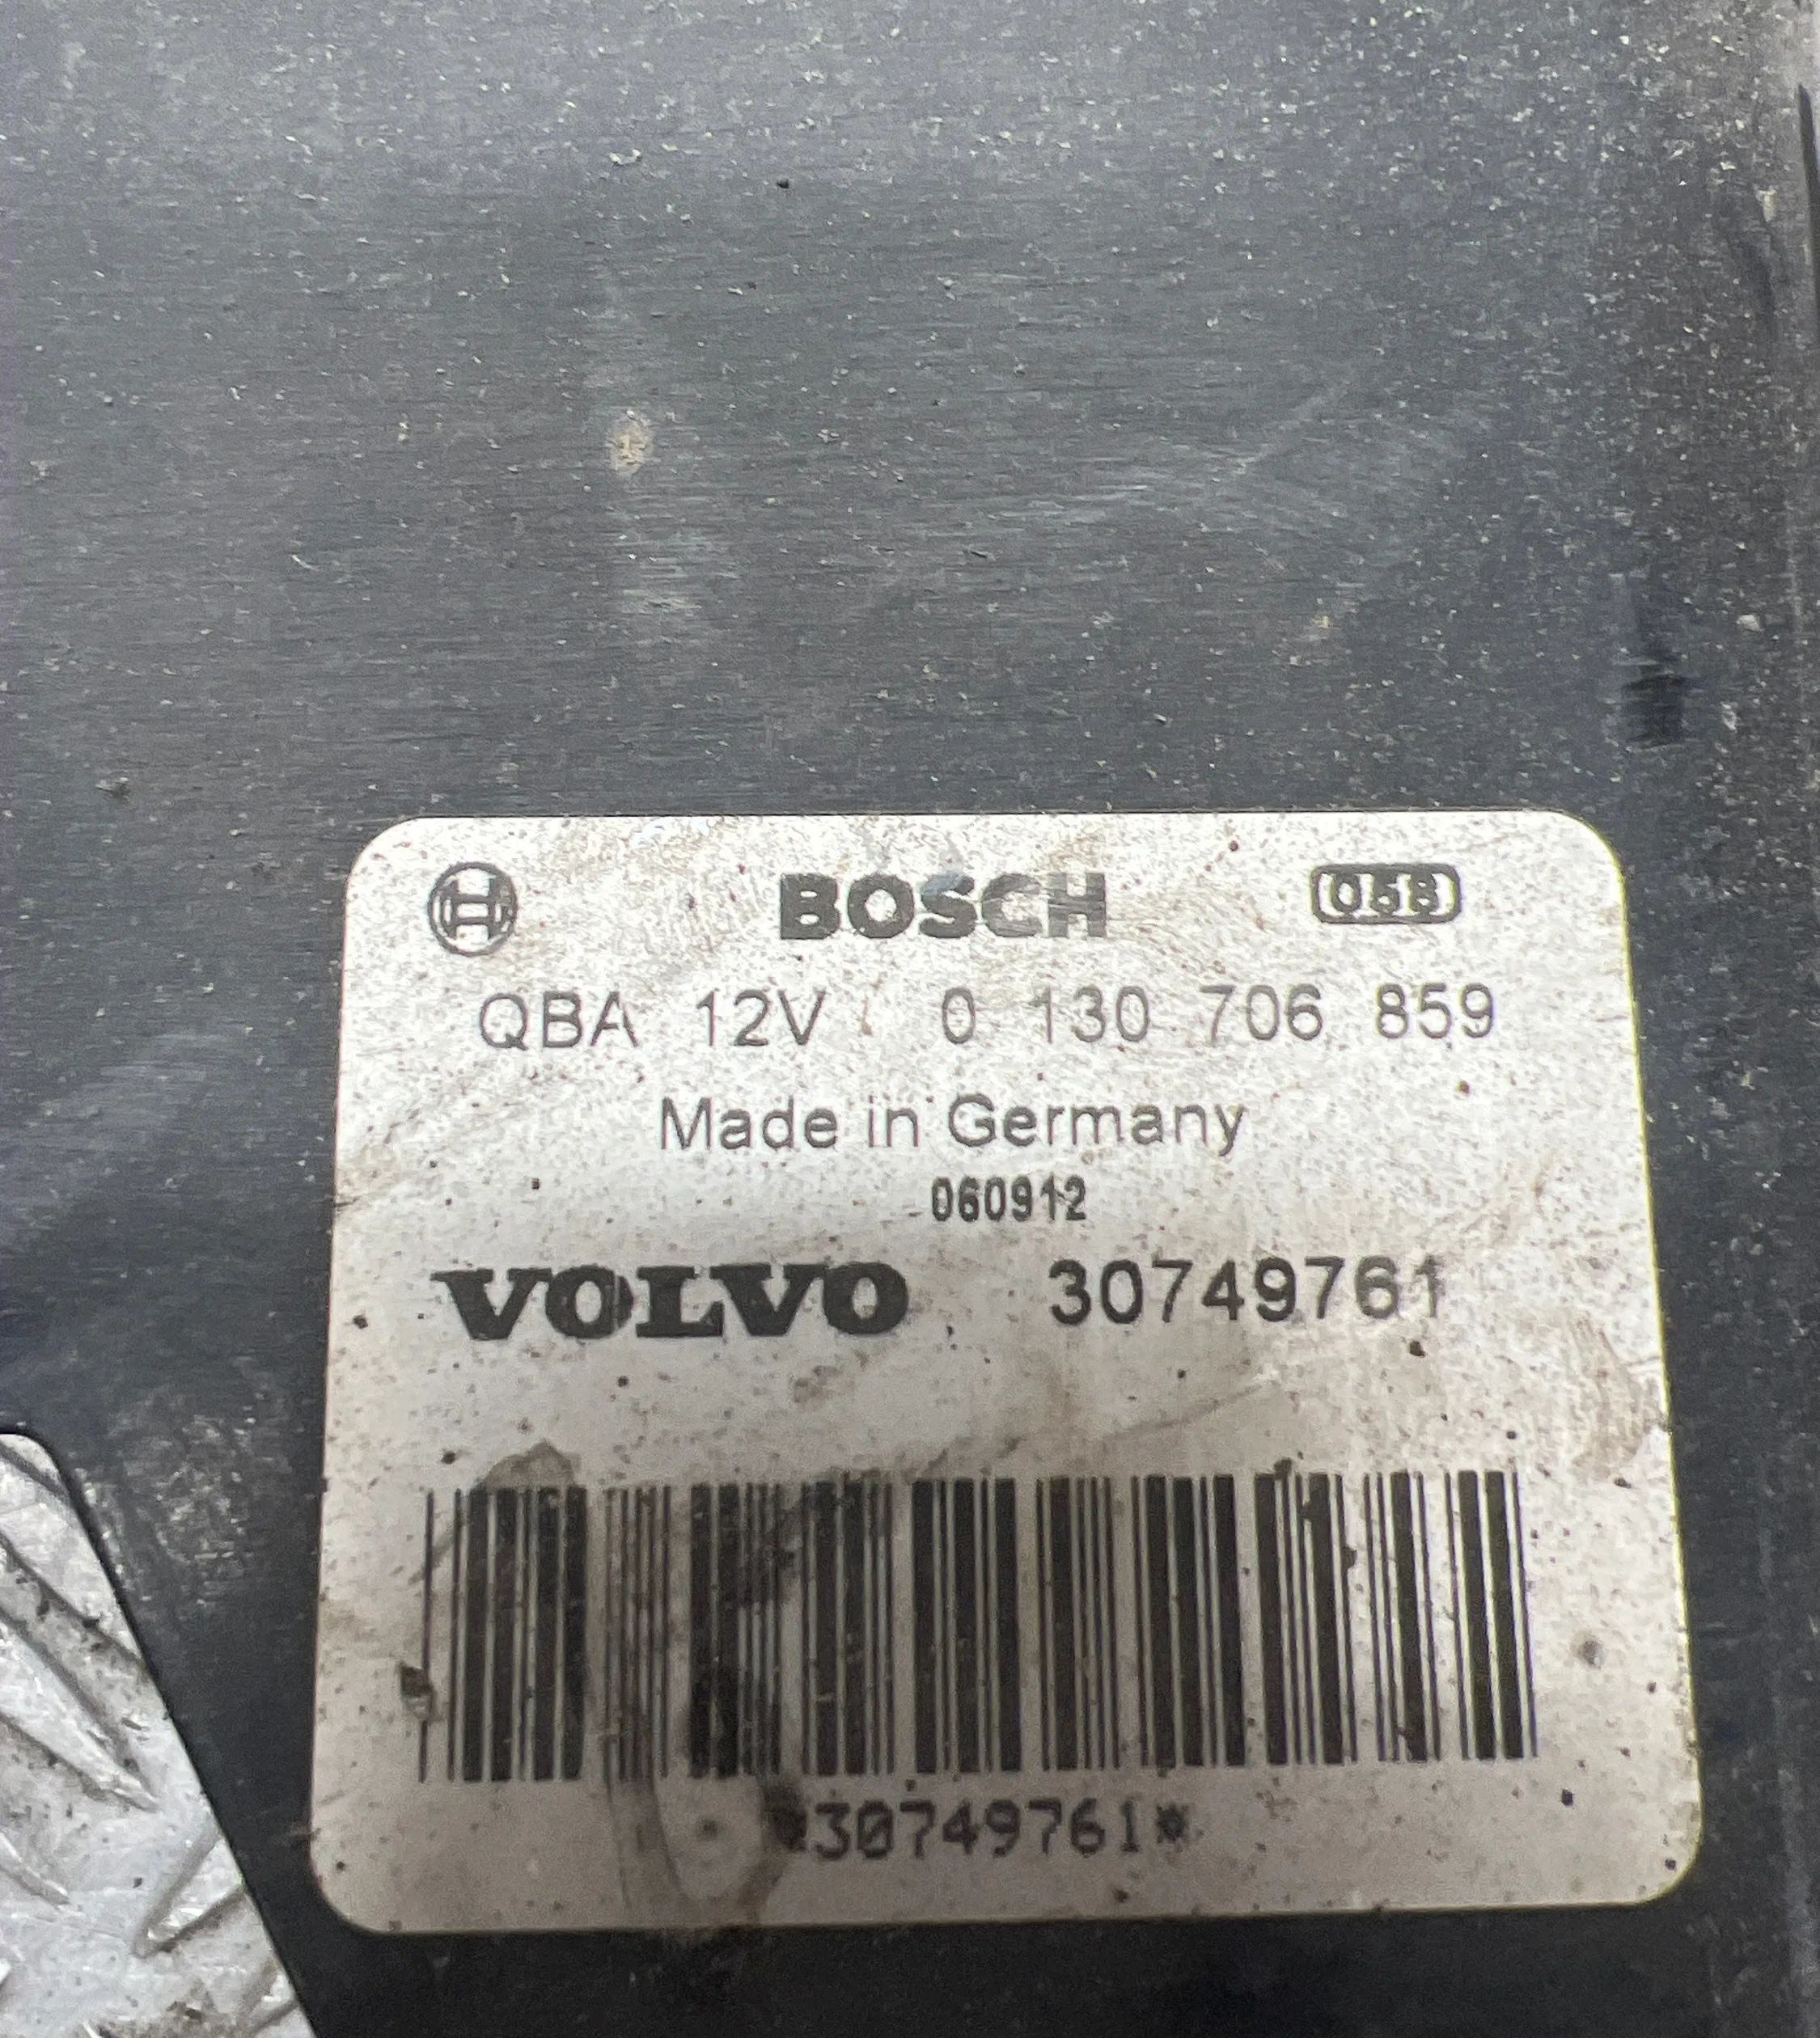 BOSCH 058
QBA 12V 0 130 706 859
Made in Germany
060912
VOLVO 30749761
*30749761*